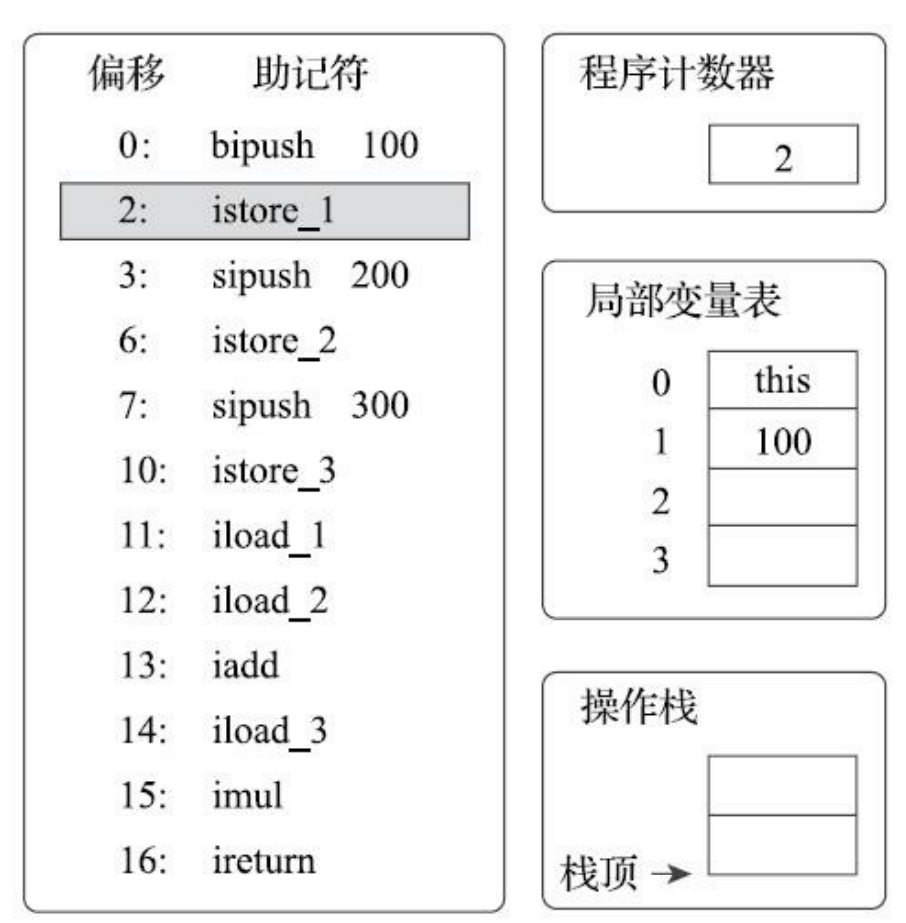 偏移 助记符
0: bipush 100
2: istore_1
3: sipush 200
6: istore_2
7: sipush 300
10: istore_3
11: iload_1
12: iload_2
13: iadd
14: iload_3
15: imul
16: ireturn
程序计数器
2
局部变量表
0 this
1 100
2
3
操作栈
栈顶